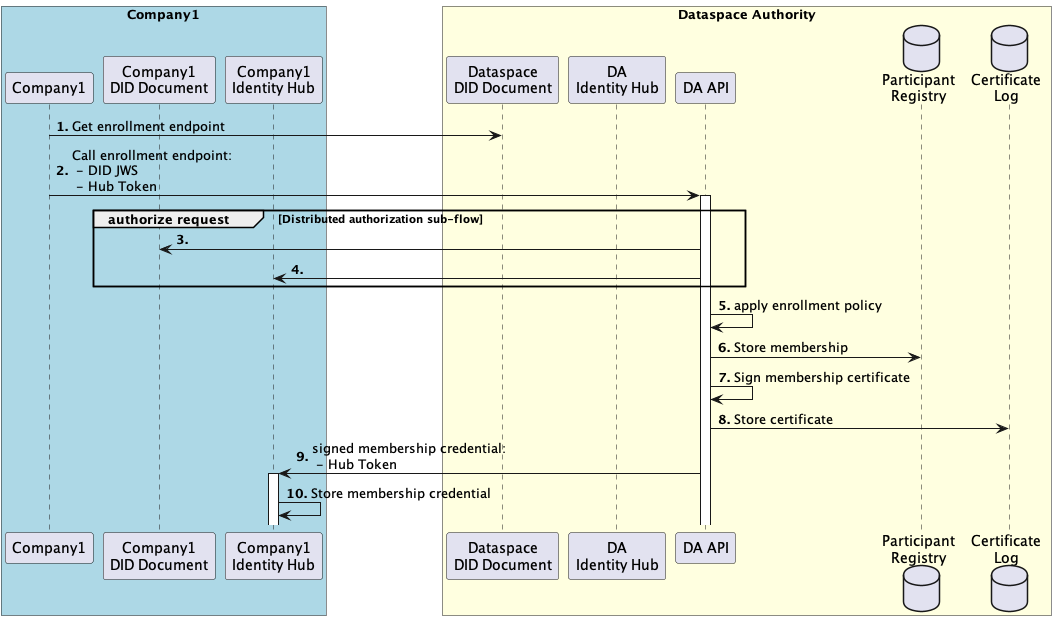 Company1
Dataspace Authority
Company1
Company1
DID Document
Company1
Identity Hub
Dataspace
DID Document
DA
Identity Hub
DA API
Participant
Registry
Certificate
Log
1. Get enrollment endpoint
Call enrollment endpoint:
2. - DID JWS
- Hub Token
authorize request [Distributed authorization sub-flow]
3.
4.
5. apply enrollment policy
6. Store membership
7. Sign membership certificate
8. Store certificate
signed membership credential:
9. - Hub Token
10. Store membership credential
Company1
Company1
DID Document
Company1
Identity Hub
Dataspace
DID Document
DA
Identity Hub
DA API
Participant
Registry
Certificate
Log